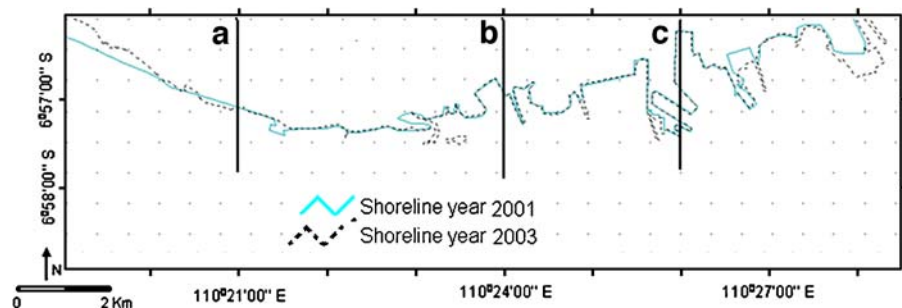 a b c
6°57'00'' S
6°58'00'' S
Shoreline year 2001
Shoreline year 2003
N
0 2 Km
110°21'00'' E 110°24'00'' E 110°27'00'' E